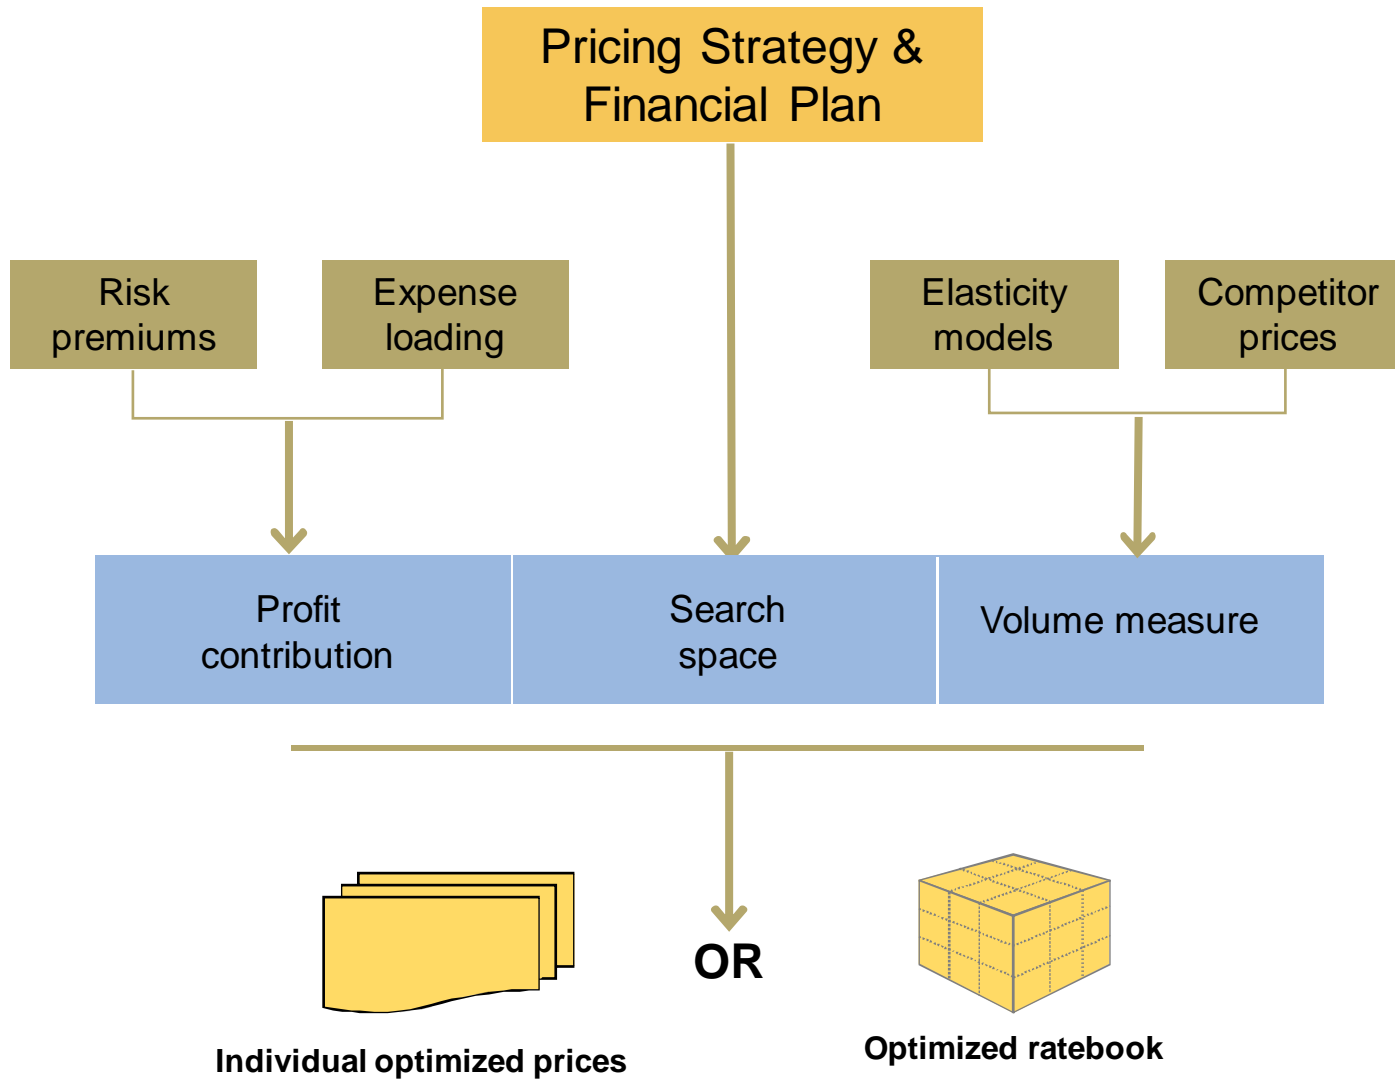 Pricing Strategy &
Financial Plan
Risk
premiums
Expense
loading
Elasticity
models
Competitor
prices
Profit
contribution
Search
space
Volume measure
OR
Individual optimized prices
Optimized ratebook